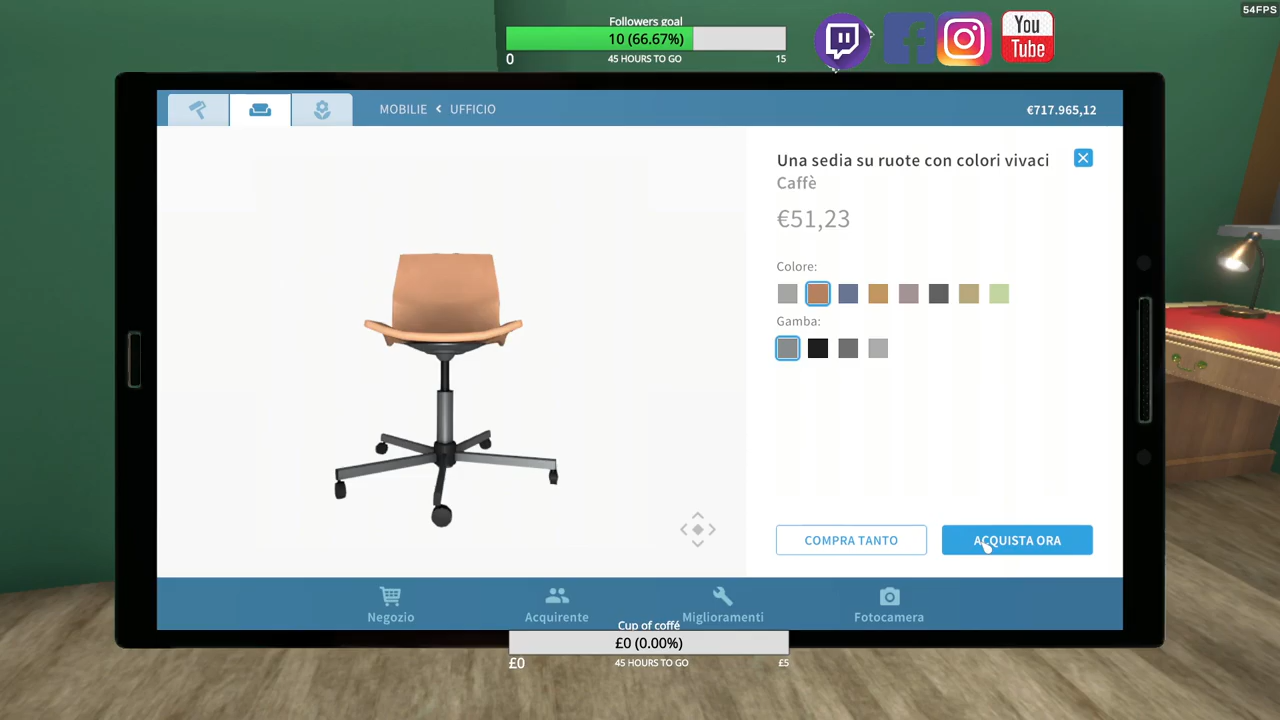 54FPS
Followers goal
10 (66.67%)
0
45 HOURS TO GO
15
You
Tube
MOBILIE < UFFICIO
€717.965,12
Una sedia su ruote con colori vivaci
Caffè
€51,23
Colore:
Gamba:
COMPRA TANTO
ACQUISTA ORA
Negozio
Acquirente
Miglioramenti
Fotocamera
Cup of coffé
£0 (0.00%)
£0
45 HOURS TO GO
£5